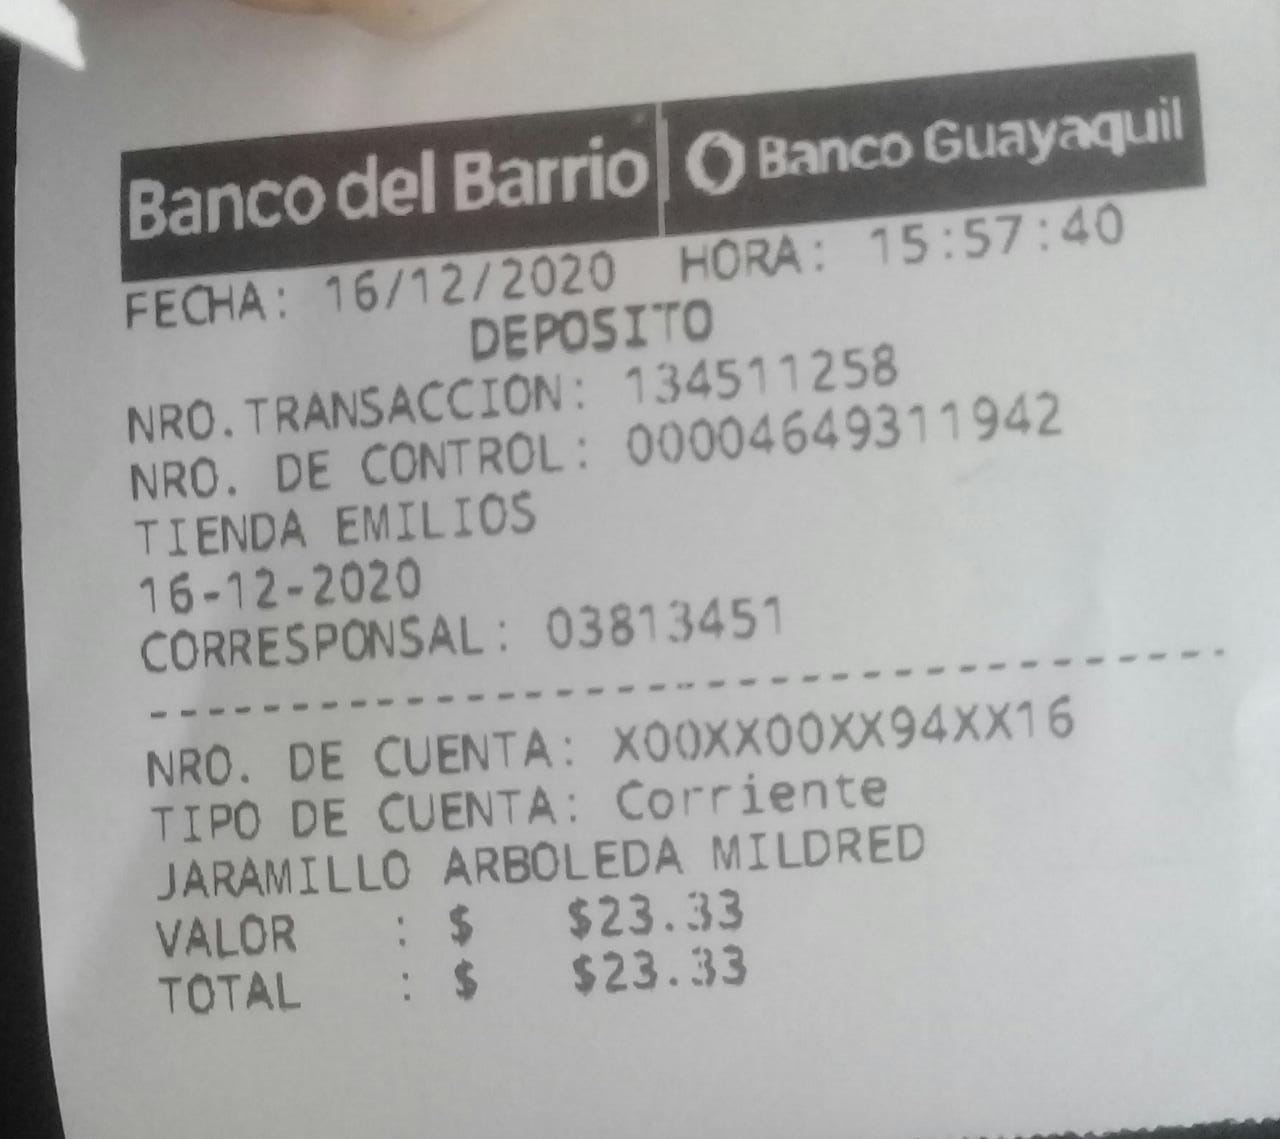 Banco del Barrio | Banco Guayaquil
FECHA: 16/12/2020 HORA: 15:57:40
DEPOSITO
NRO.TRANSACCION: 134511258
NRO. DE CONTROL: 00004649311942
TIENDA EMILIOS
16-12-2020
CORRESPONSAL: 03813451
NRO. DE CUENTA: X00XX00XX94XX16
TIPO DE CUENTA: Corriente
JARAMILLO ARBOLEDA MILDRED
VALOR : $ $23.33
TOTAL : $ $23.33